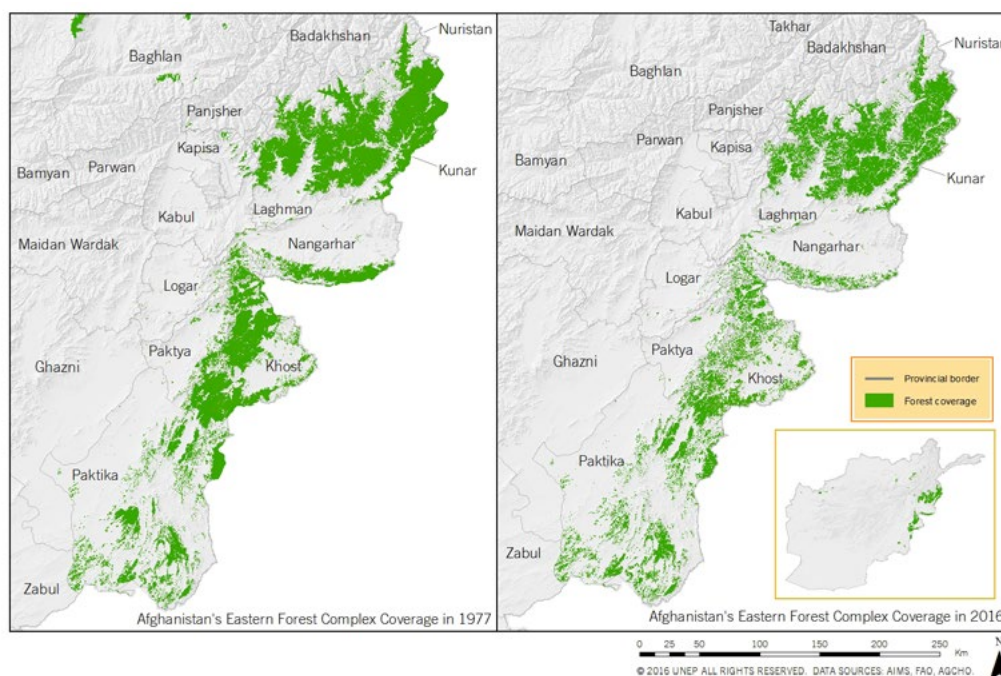 Nuristan
Badakhshan
Baghlan
Panjsher
Kapisa
Parwan
Bamyan
Kunar
Laghman
Kabul
Maidan Wardak
Nangarhar
Logar
Paktya
Ghazni
Khost
Paktika
Zabul
Afghanistan's Eastern Forest Complex Coverage in 1977
Takhar
Badakhshan
Nuristan
Baghlan
Panjsher
Parwan
Kapisa
Bamyan
Kunar
Laghman
Kabul
Maidan Wardak
Nangarhar
Logar
Paktya
Ghazni
Khost
Provincial border
Forest coverage
Paktika
Zabul
Afghanistan's Eastern Forest Complex Coverage in 2016
0 25 50 100 150 200 250
Km
N
© 2016 UNEP ALL RIGHTS RESERVED. DATA SOURCES: AIMS, FAO, AGCHO.